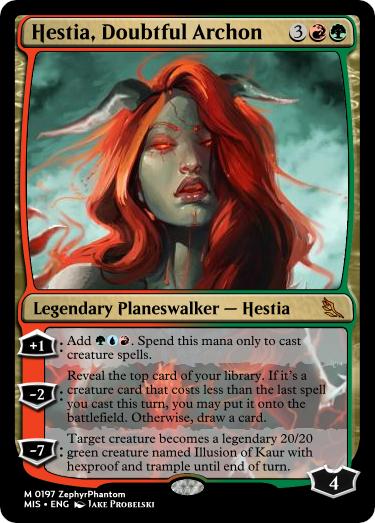 Hestia, Doubtful Archon 3
+1: Add . Spend this mana only to cast
creature spells.
Legendary Planeswalker — Hestia
-2: Reveal the top card of your library. If it's a
creature card that costs less than the last spell
you cast this turn, you may put it onto the
battlefield. Otherwise, draw a card.
-7: Target creature becomes a legendary 20/20
green creature named Illusion of Kaur with
hexproof and trample until end of turn.
4
M 0197 ZephyrPhantom
MIS • ENG Jake Probelski